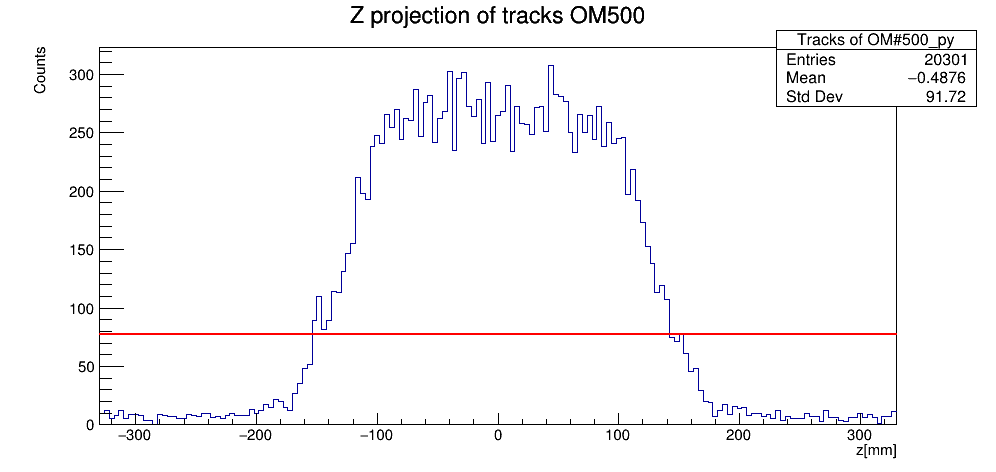 Z projection of tracks OM500
Tracks of OM#500_py
Entries 20301
Mean −0.4876
Std Dev 91.72
Counts
300
250
200
150
100
50
0
−300 −200 −100 0 100 200 300
z[mm]